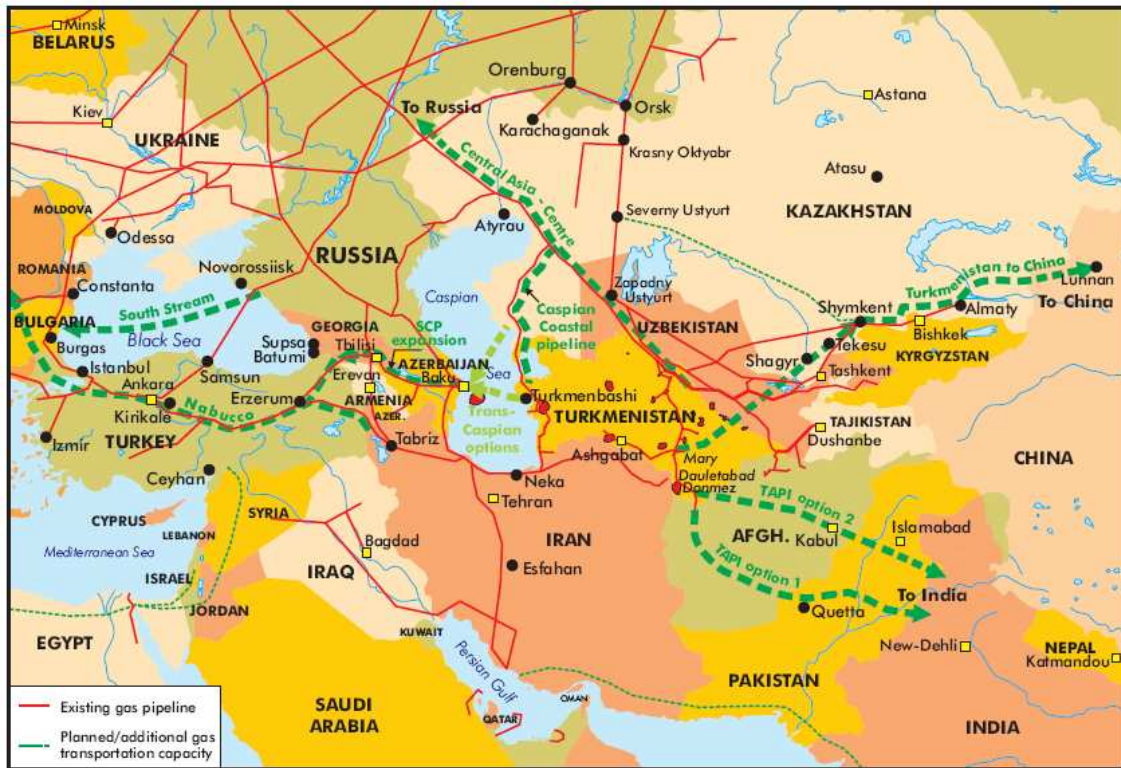 Minsk
BELARUS
Kiev
UKRAINE
MOLDOVA
Odessa
ROMANIA
Constanta
BULGARIA
Burgas
Istanbul
Ankara
Kirikale
Izmir
TURKEY
Nabucco
Ceyhan
Samsun
Erzerum
South Stream
Black Sea
Novorossiisk
RUSSIA
GEORGIA
Tbilisi
Supsa
Batumi
SCP
expansion
AZERBAIJAN
Baku
Erevan
ARMENIA
AZER.
Tabriz
Caspian
Sea
Trans-
Caspian
options
To Russia
Central Asia - Centre
Orenburg
Karachaganak
Orsk
Krasny Oktyabr
Atyrau
Severny Ustyurt
Zapadny
Ustyurt
Caspian
Coastal
pipeline
Astana
Atasu
KAZAKHSTAN
UZBEKISTAN
Shymkent
Turkmenistan to China
Lunnan
To China
Almaty
Bishkek
KYRGYZSTAN
Tekesu
Shagyr
Tashkent
TAJIKISTAN
Dushanbe
CHINA
Turkmenbashi
TURKMENISTAN
Ashgabat
Mary
Dauletabad
Donmez
Neka
Tehran
IRAN
Esfahan
AFGH.
TAPI option 2
Kabul
Islamabad
TAPI option 1
To India
Quetta
New-Dehli
NEPAL
Katmandou
PAKISTAN
INDIA
CYPRUS
SYRIA
LEBANON
Mediterranean Sea
ISRAEL
JORDAN
Bagdad
IRAQ
KUWAIT
Persian Gulf
EGYPT
SAUDI
ARABIA
QATAR
OMAN
Existing gas pipeline
Planned/additional gas
transportation capacity